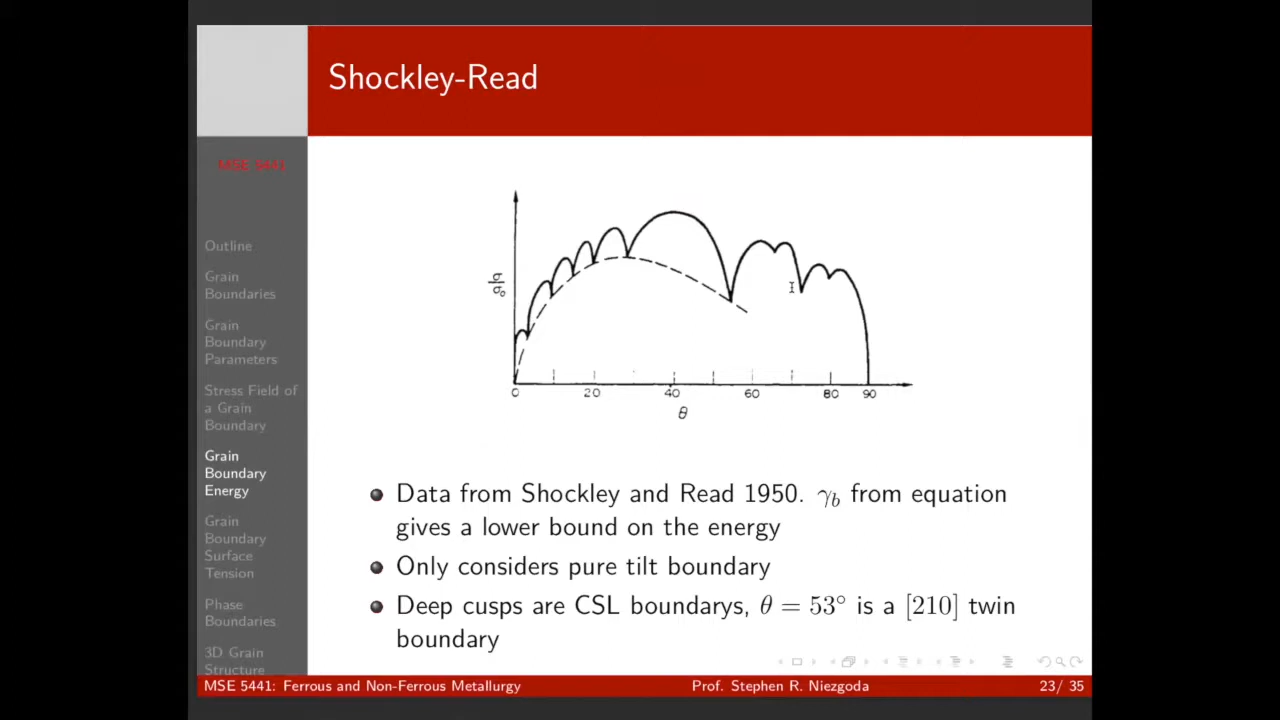 Shockley-Read
MSE 5441
Outline
Grain
Boundaries
Grain
Boundary
Parameters
Stress Field of
a Grain
Boundary
Grain
Boundary
Energy
Grain
Boundary
Surface
Tension
Phase
Boundaries
3D Grain
Structure
σ/σ₀
0 20 40 60 80 90
θ
Data from Shockley and Read 1950. γb from equation
gives a lower bound on the energy
Only considers pure tilt boundary
Deep cusps are CSL boundarys, θ = 53° is a [210] twin
boundary
MSE 5441: Ferrous and Non-Ferrous Metallurgy Prof. Stephen R. Niezgoda 23/ 35